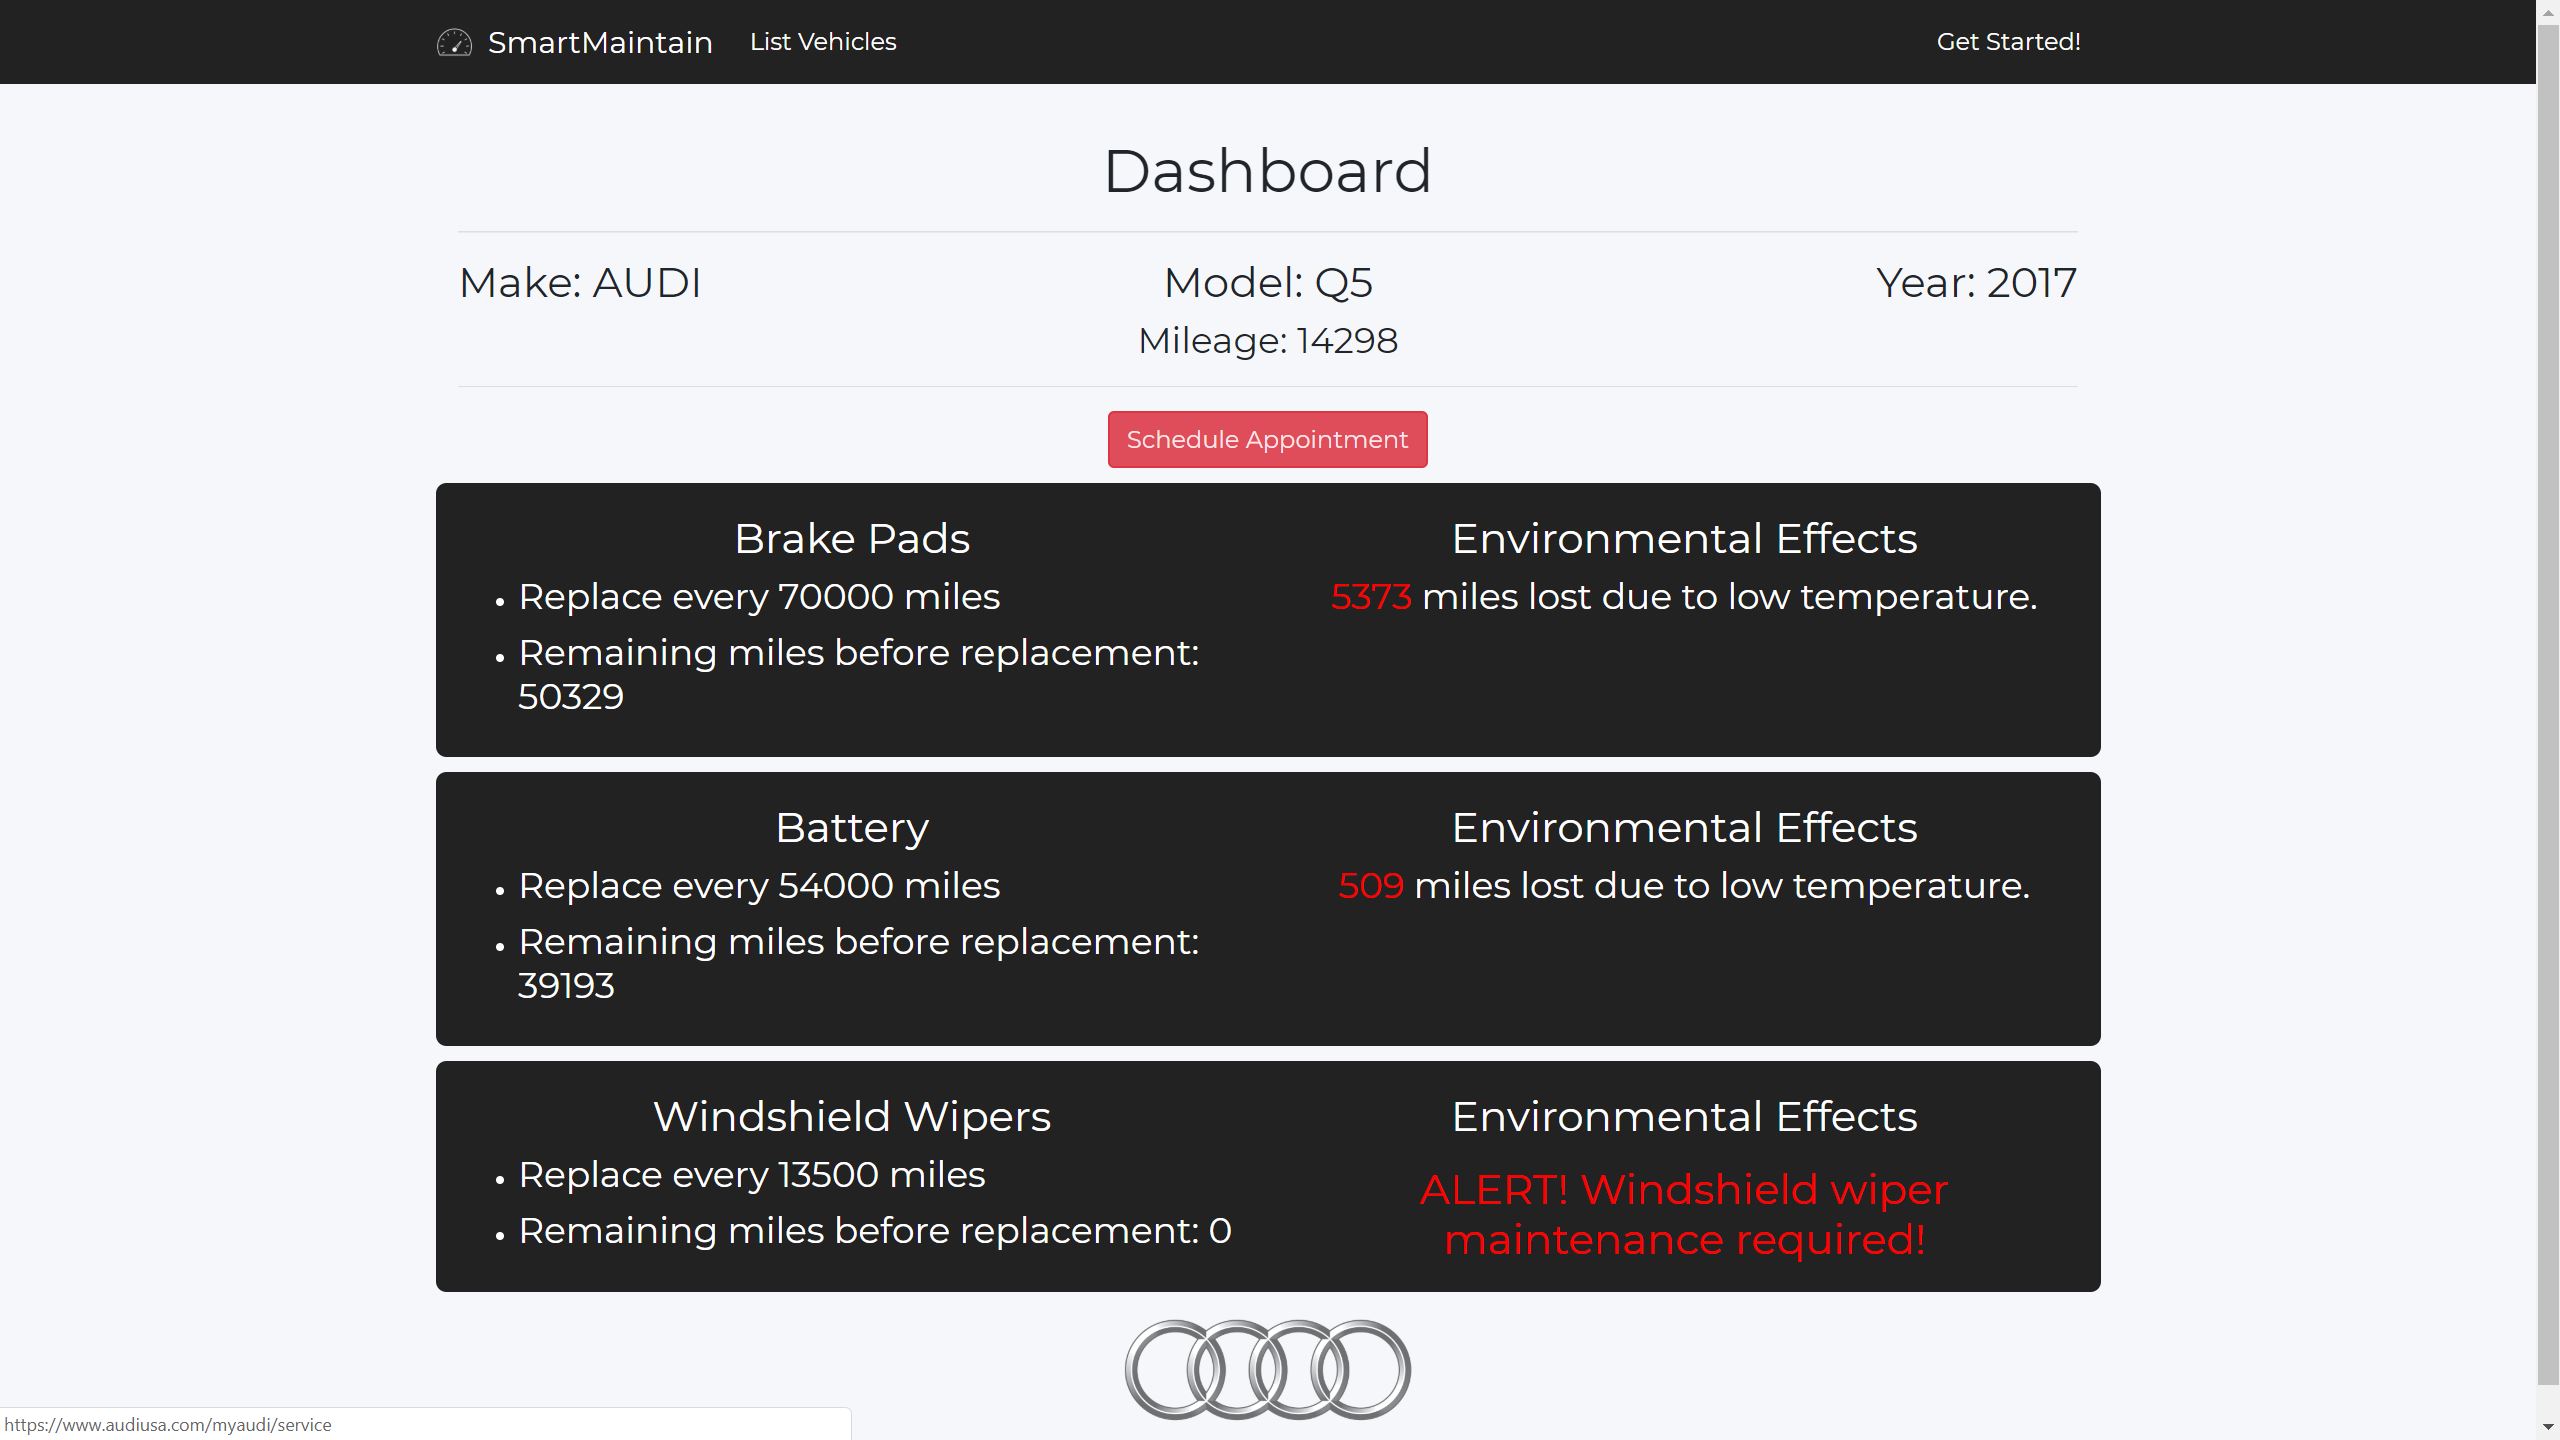 SmartMaintain List Vehicles Get Started!
Dashboard
Make: AUDI Model: Q5 Year: 2017
Mileage: 14298
Schedule Appointment
Brake Pads
• Replace every 70000 miles
• Remaining miles before replacement:
50329
Environmental Effects
5373 miles lost due to low temperature.
Battery
• Replace every 54000 miles
• Remaining miles before replacement:
39193
Environmental Effects
509 miles lost due to low temperature.
Windshield Wipers
• Replace every 13500 miles
• Remaining miles before replacement: 0
Environmental Effects
ALERT! Windshield wiper
maintenance required!
https://www.audiusa.com/myaudi/service